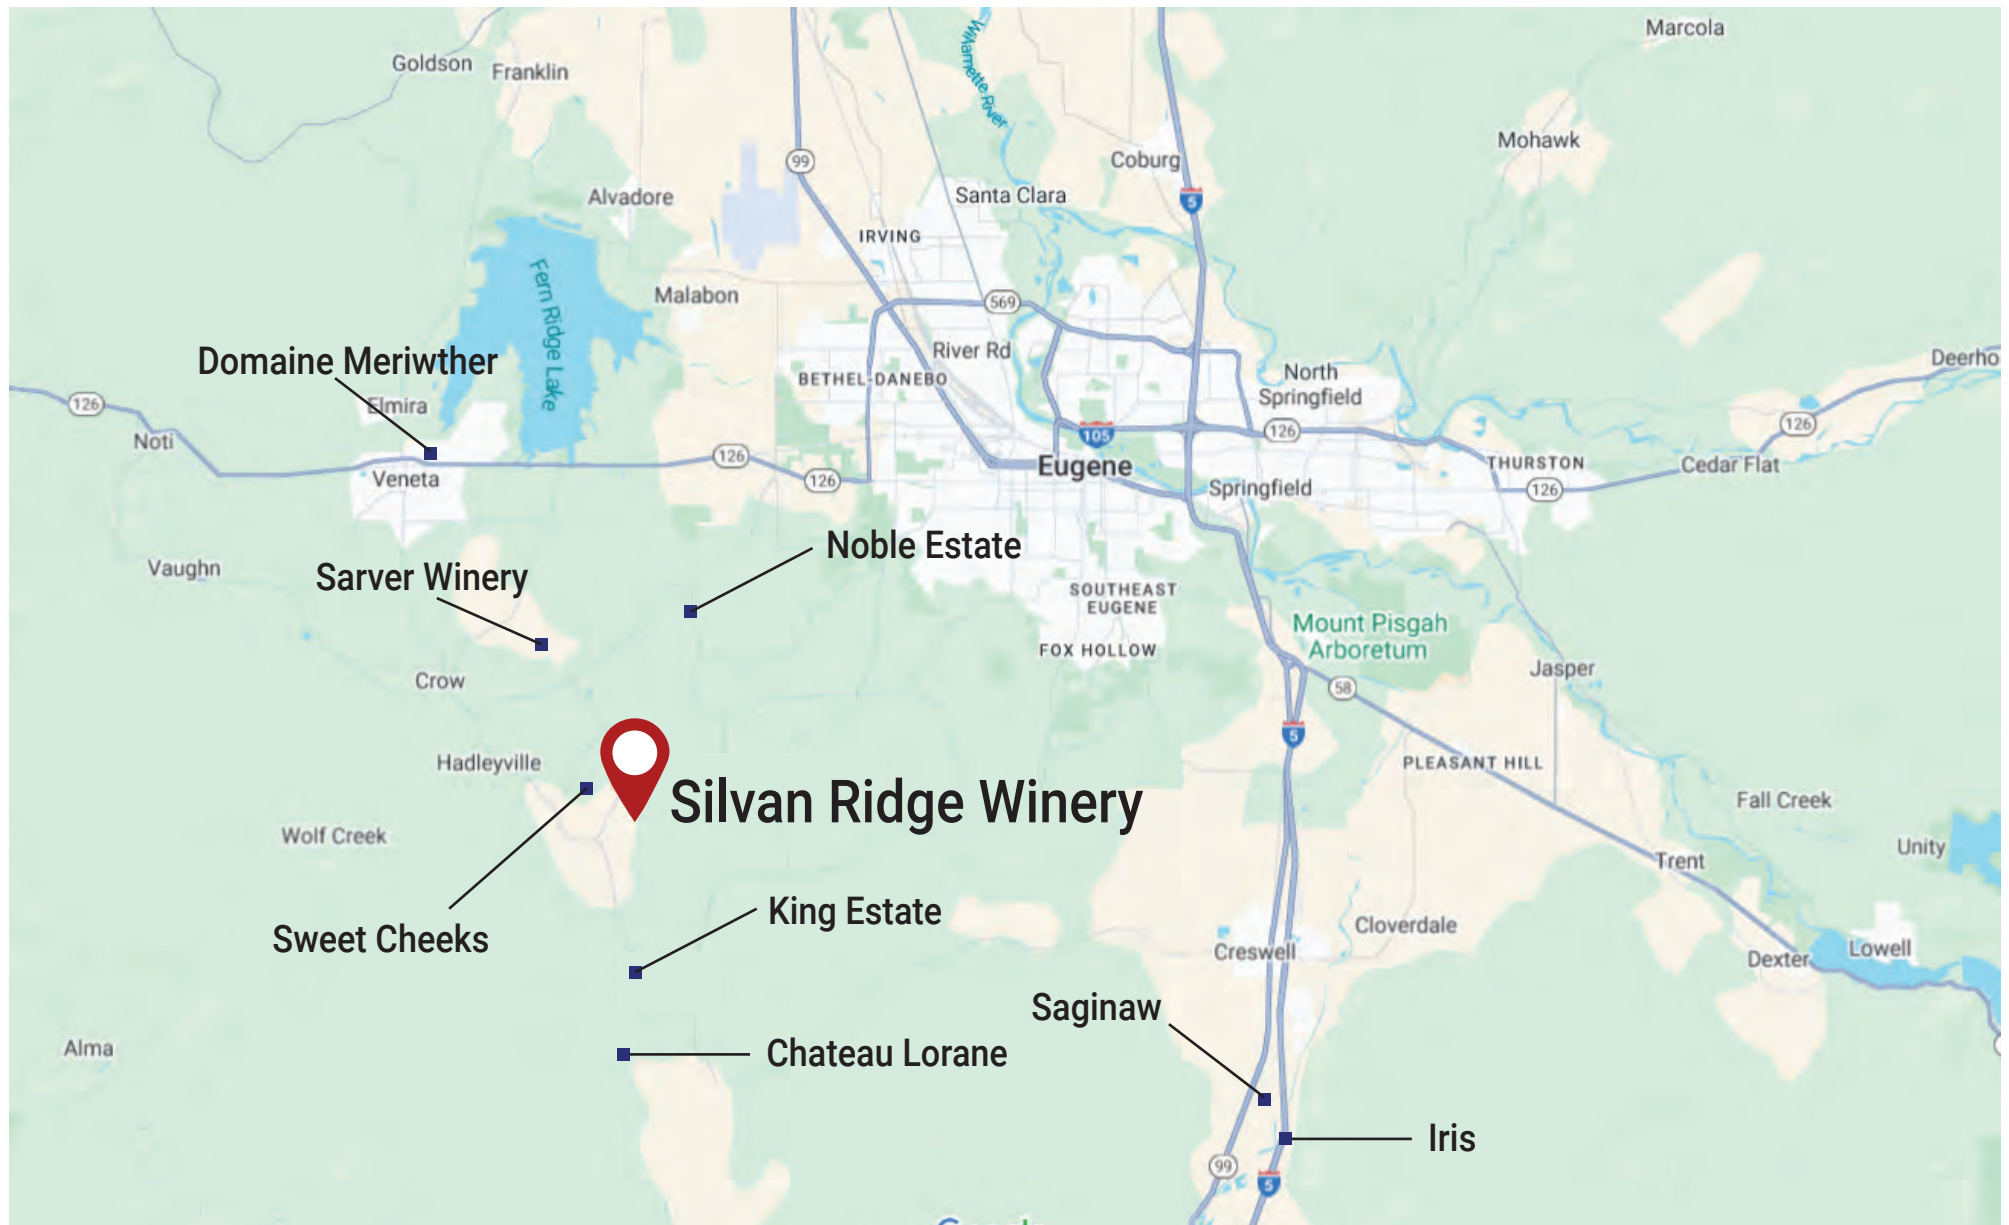 Marcola
Goldson
Franklin
Willamette River
Mohawk
99
Coburg
Alvadore
Santa Clara
5
IRVING
Fern Ridge Lake
Malabon
569
River Rd
Domaine Meriwther
Deerho
BETHEL-DANEBO
North
Springfield
126
Elmira
126
126
105
Noti
126
Eugene
THURSTON
Cedar Flat
Veneta
126
Springfield
126
Noble Estate
Vaughn
Sarver Winery
SOUTHEAST
EUGENE
Mount Pisgah
Arboretum
FOX HOLLOW
Jasper
Crow
58
5
Hadleyville
PLEASANT HILL
Silvan Ridge Winery
Fall Creek
Wolf Creek
Unity
Trent
King Estate
Sweet Cheeks
Cloverdale
Creswell
Lowell
Dexter
Saginaw
Alma
Chateau Lorane
Iris
99
5